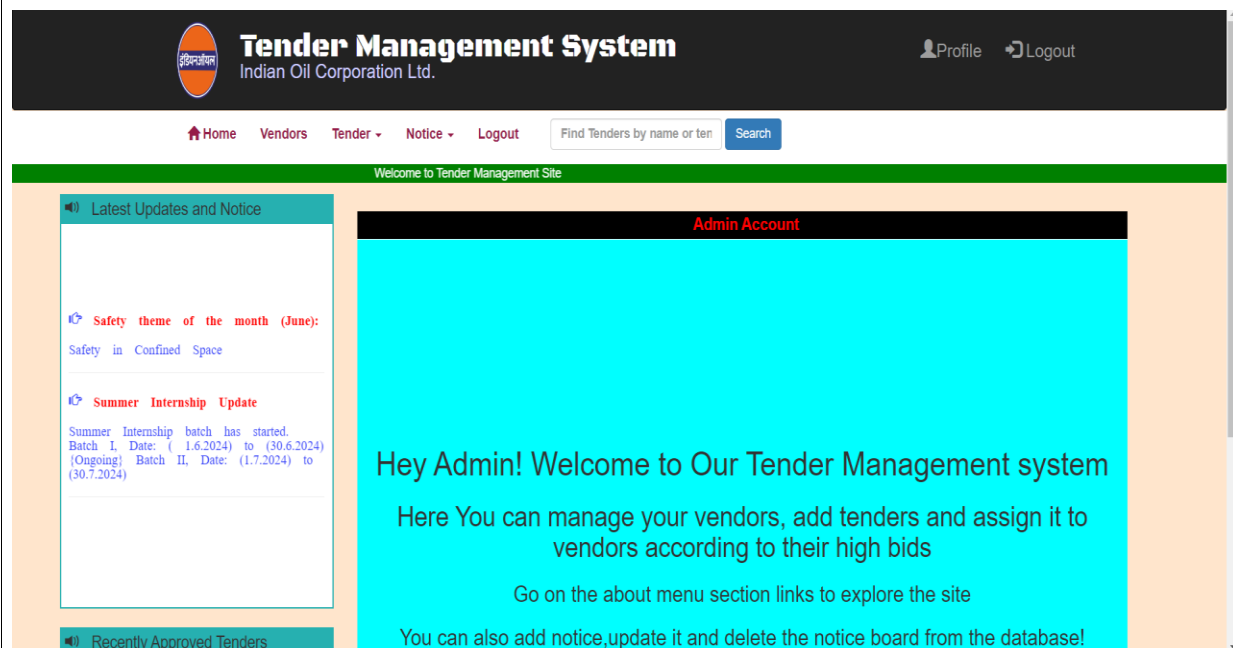 इंडियनऑयल
Tender Management System
Indian Oil Corporation Ltd.
Profile
Logout
Home
Vendors
Tender
Notice
Logout
Find Tenders by name or ten
Search
Welcome to Tender Management Site
Latest Updates and Notice
Safety theme of the month (June):
Safety in Confined Space
Summer Internship Update
Summer Internship batch has started.
Batch I, Date: ( 1.6.2024) to (30.6.2024)
{Ongoing} Batch II, Date: (1.7.2024) to
(30.7.2024)
Recently Approved Tenders
Admin Account
Hey Admin! Welcome to Our Tender Management system
Here You can manage your vendors, add tenders and assign it to
vendors according to their high bids
Go on the about menu section links to explore the site
You can also add notice,update it and delete the notice board from the database!